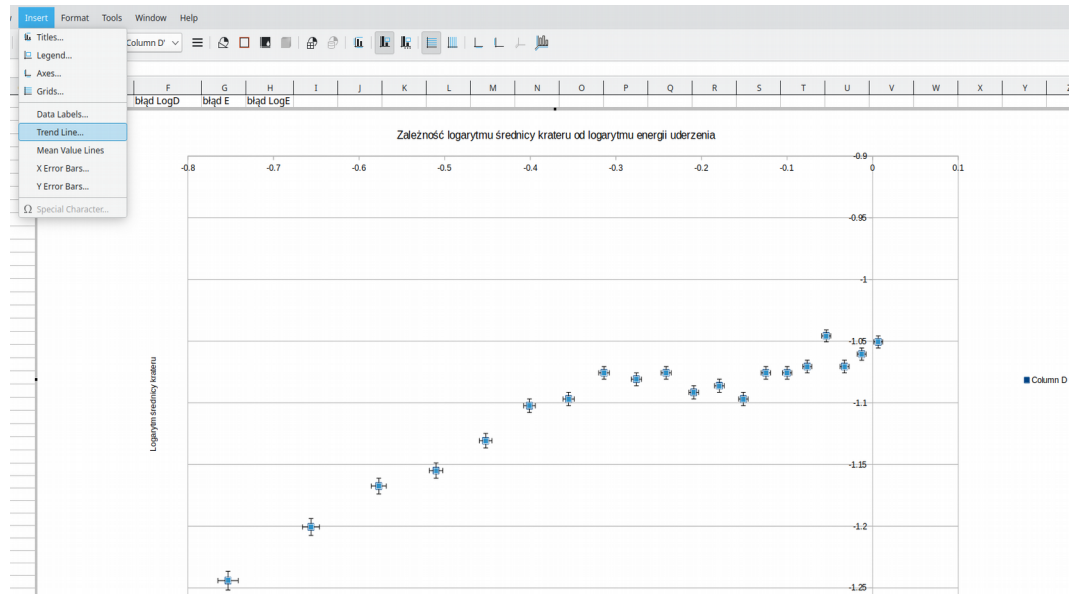 Insert Format Tools Window Help
Titles...
Legend...
Axes...
Grids...
Data Labels...
Trend Line...
Mean Value Lines
X Error Bars...
Y Error Bars...
Ω Special Character...
Column D'
F G H I J K L M N O P Q R S T U V W X Y Z
błąd LogD błąd E błąd LogE
Zależność logarytmu średnicy krateru od logarytmu energii uderzenia
-0.8 -0.7 -0.6 -0.5 -0.4 -0.3 -0.2 -0.1 0 0.1
-0.9
-0.95
-1
-1.05
-1.1
-1.15
-1.2
-1.25
Logarytm średnicy krateru
Column D